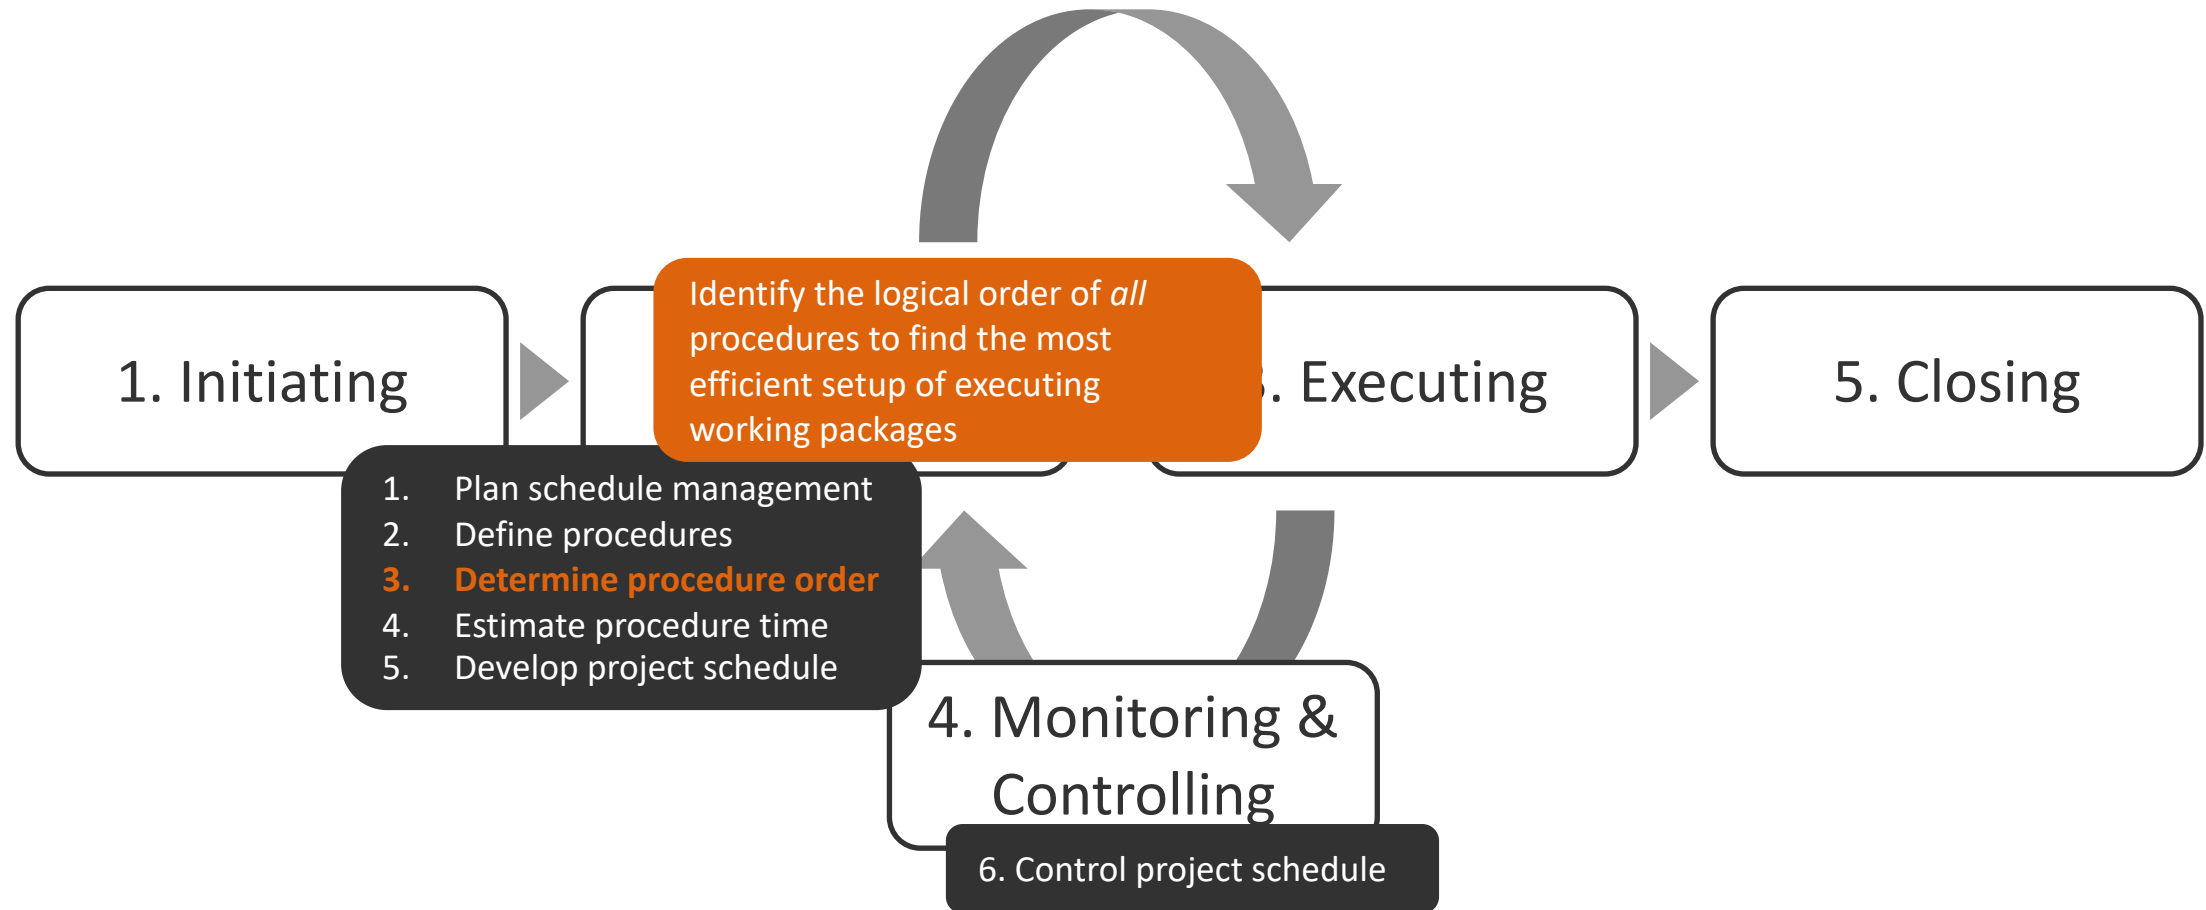 1. Initiating
Identify the logical order of all
procedures to find the most
efficient setup of executing
working packages
. Executing
5. Closing
1. Plan schedule management
2. Define procedures
3. Determine procedure order
4. Estimate procedure time
5. Develop project schedule
4. Monitoring &
Controlling
6. Control project schedule